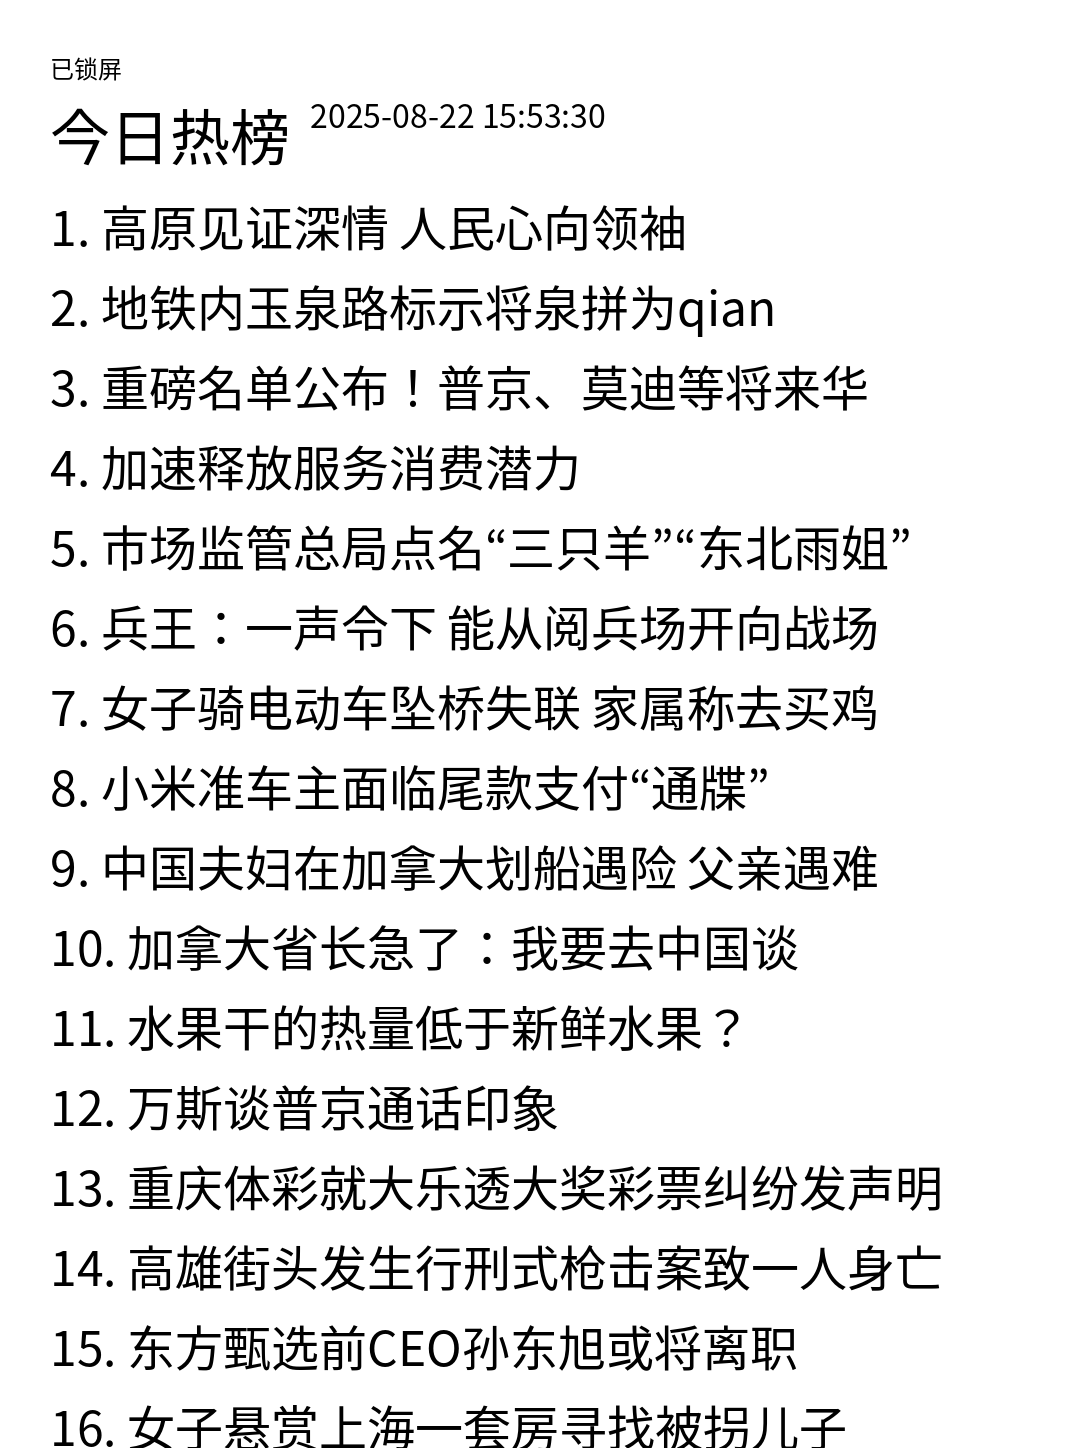 已锁屏
今日热榜 2025-08-22 15:53:30
1. 高原见证深情 人民心向领袖
2. 地铁内玉泉路标示将泉拼为qian
3. 重磅名单公布！普京、莫迪等将来华
4. 加速释放服务消费潜力
5. 市场监管总局点名“三只羊”“东北雨姐”
6. 兵王：一声令下 能从阅兵场开向战场
7. 女子骑电动车坠桥失联 家属称去买鸡
8. 小米准车主面临尾款支付“通牒”
9. 中国夫妇在加拿大划船遇险 父亲遇难
10. 加拿大省长急了：我要去中国谈
11. 水果干的热量低于新鲜水果？
12. 万斯谈普京通话印象
13. 重庆体彩就大乐透大奖彩票纠纷发声明
14. 高雄街头发生行刑式枪击案致一人身亡
15. 东方甄选前CEO孙东旭或将离职
16. 女子悬赏上海一套房寻找被拐儿子